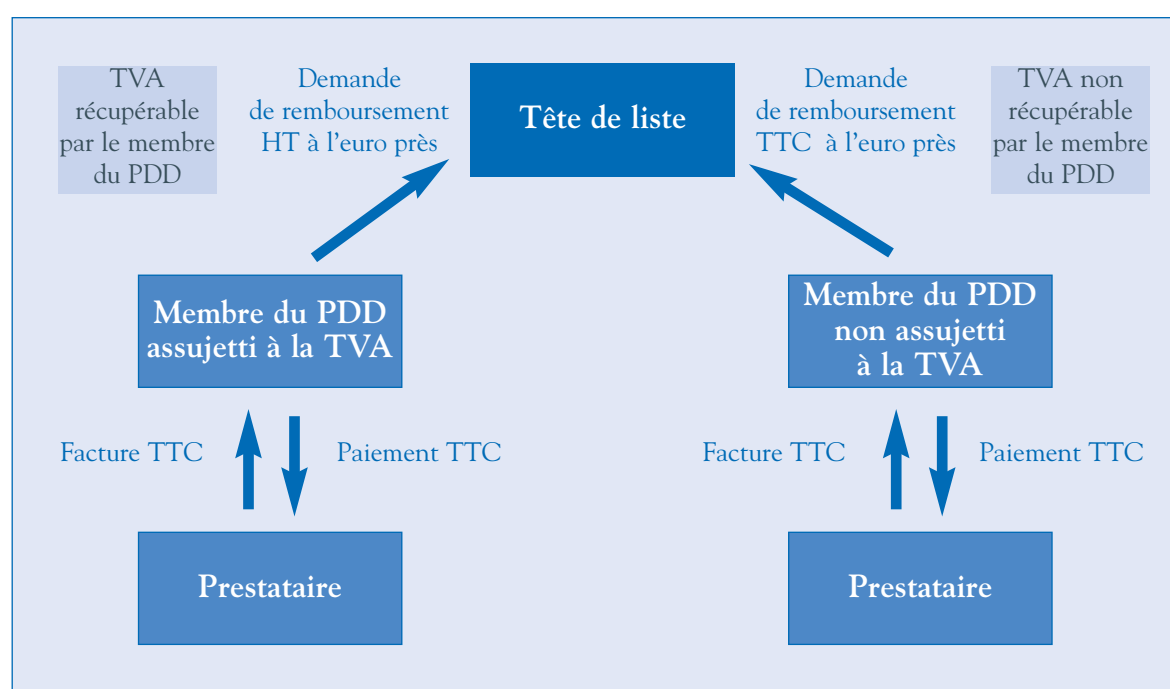 TVA
récupérable
par le membre
du PDD
Demande
de remboursement
HT à l'euro près
Tête de liste
Demande
de remboursement
TTC à l'euro près
TVA non
récupérable
par le membre
du PDD
Membre du PDD
assujetti à la TVA
Membre du PDD
non assujetti
à la TVA
Facture TTC
Paiement TTC
Facture TTC
Paiement TTC
Prestataire
Prestataire